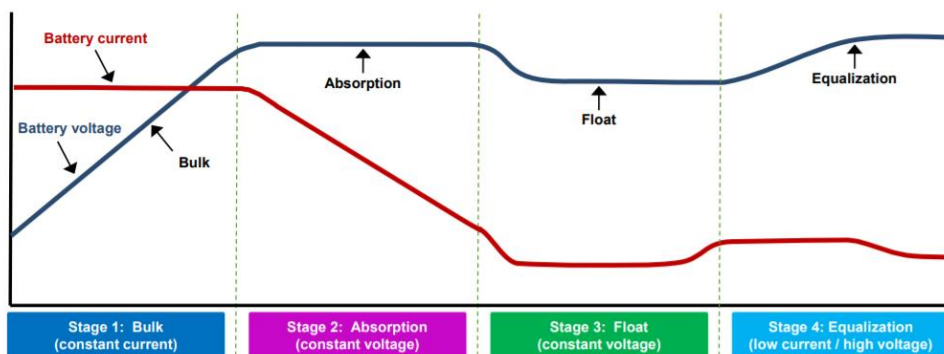 Battery current
Absorption
Equalization
Float
Battery voltage
Bulk
Stage 1:  Bulk
(constant current)
Stage 2:  Absorption
(constant voltage)
Stage 3:  Float
(constant voltage)
Stage 4: Equalization
(low current / high voltage)